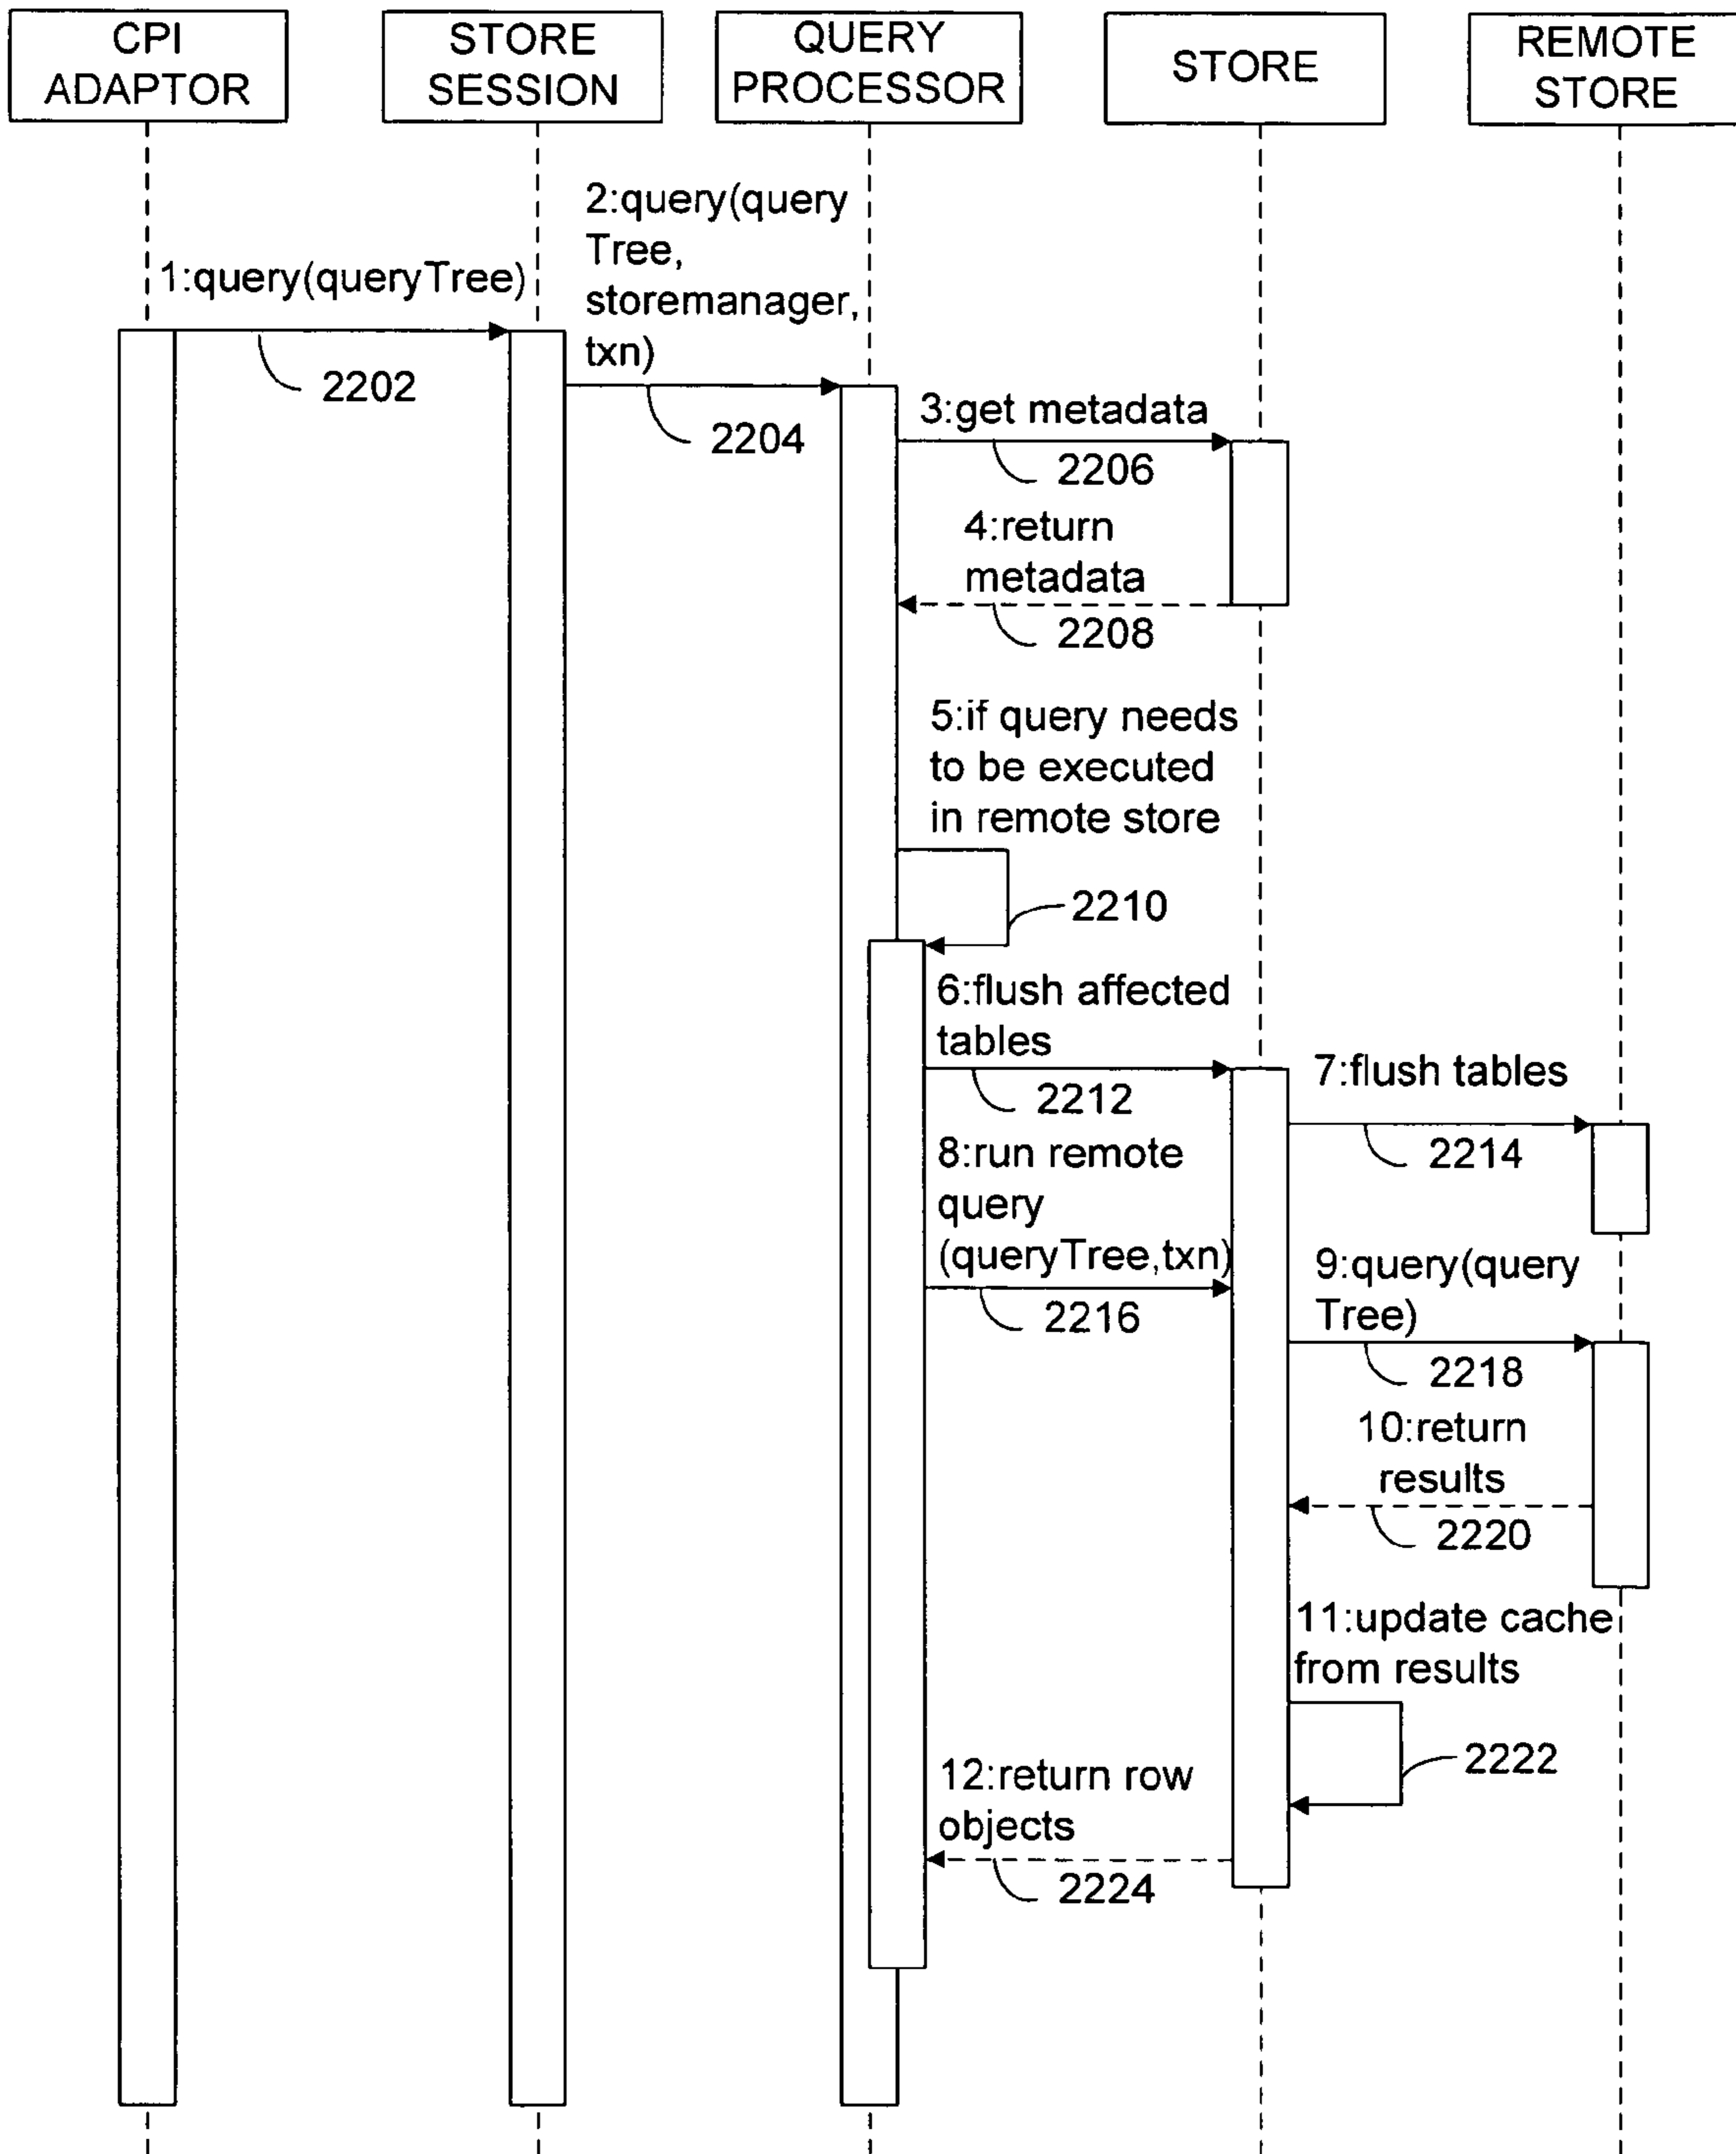 CPI
ADAPTOR
STORE
SESSION
QUERY
PROCESSOR
STORE
REMOTE
STORE
1:query(queryTree)
2202
2:query(query
Tree,
storemanager,
txn)
2204
3:get metadata
2206
4:return
metadata
2208
5:if query needs
to be executed
in remote store
2210
6:flush affected
tables
2212
7:flush tables
2214
8:run remote
query
(queryTree,txn)
2216
9:query(query
Tree)
2218
10:return
results
2220
11:update cache
from results
2222
12:return row
objects
2224